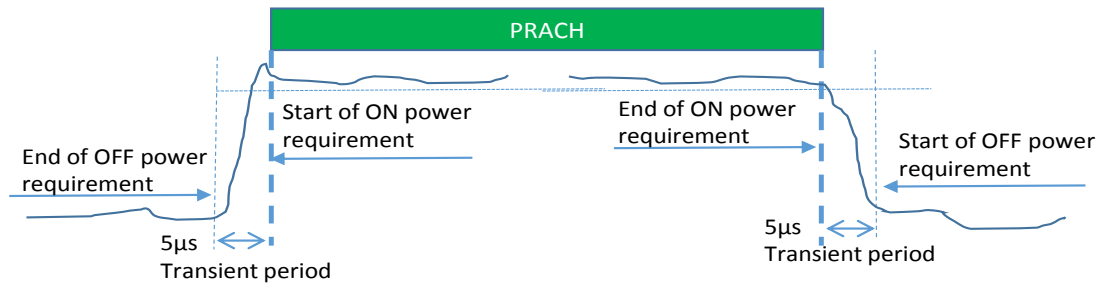 PRACH
Start of ON power
requirement
End of ON power
requirement
End of OFF power
requirement
Start of OFF power
requirement
5µs
Transient period
5µs
Transient period